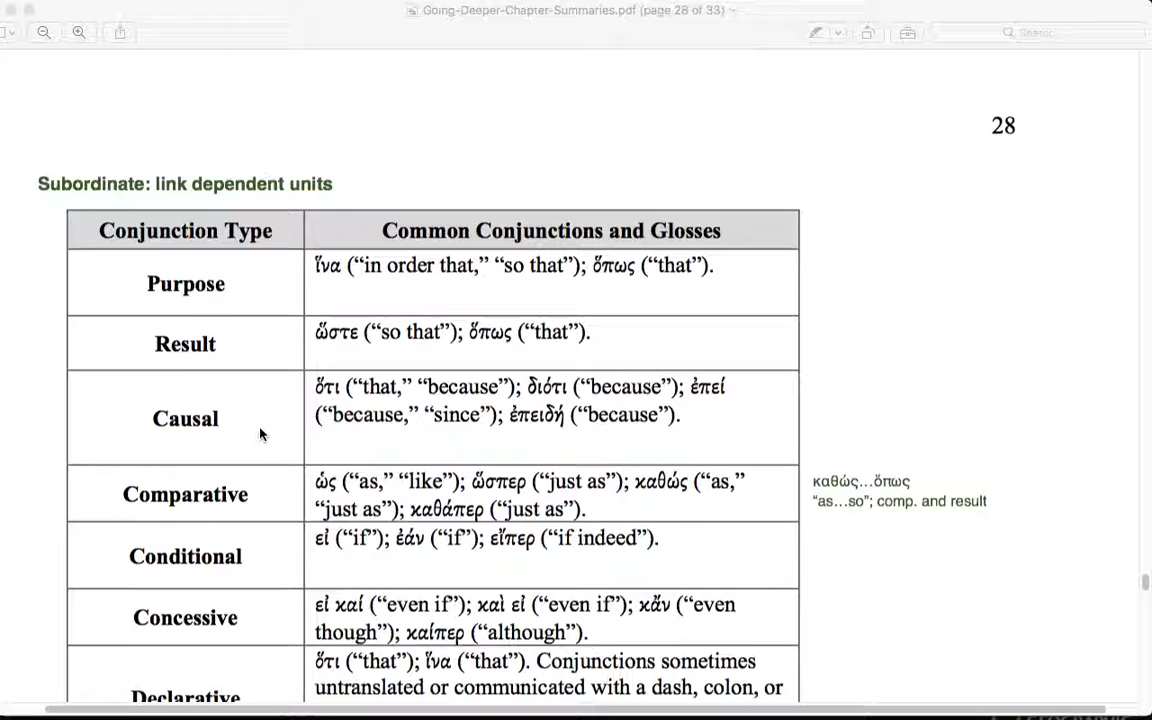 Going-Deeper-Chapter-Summaries.pdf (page 28 of 33)
Search
28
Subordinate: link dependent units
Conjunction Type
Common Conjunctions and Glosses
Purpose
ἵνα (“in order that,” “so that”); ὅπως (“that”).
Result
ὥστε (“so that”); ὅπως (“that”).
Causal
ὅτι (“that,” “because”); διότι (“because”); ἐπεί
(“because,” “since”); ἐπειδή (“because”).
Comparative
ὡς (“as,” “like”); ὥσπερ (“just as”); καθώς (“as,”
“just as”); καθάπερ (“just as”).
καθώς...ὅπως
“as...so”; comp. and result
Conditional
εἰ (“if”); ἐάν (“if”); εἴπερ (“if indeed”).
Concessive
εἰ καί (“even if”); καὶ εἰ (“even if”); κἄν (“even
though”); καίπερ (“although”).
Declarative
ὅτι (“that”); ἵνα (“that”). Conjunctions sometimes
untranslated or communicated with a dash, colon, or